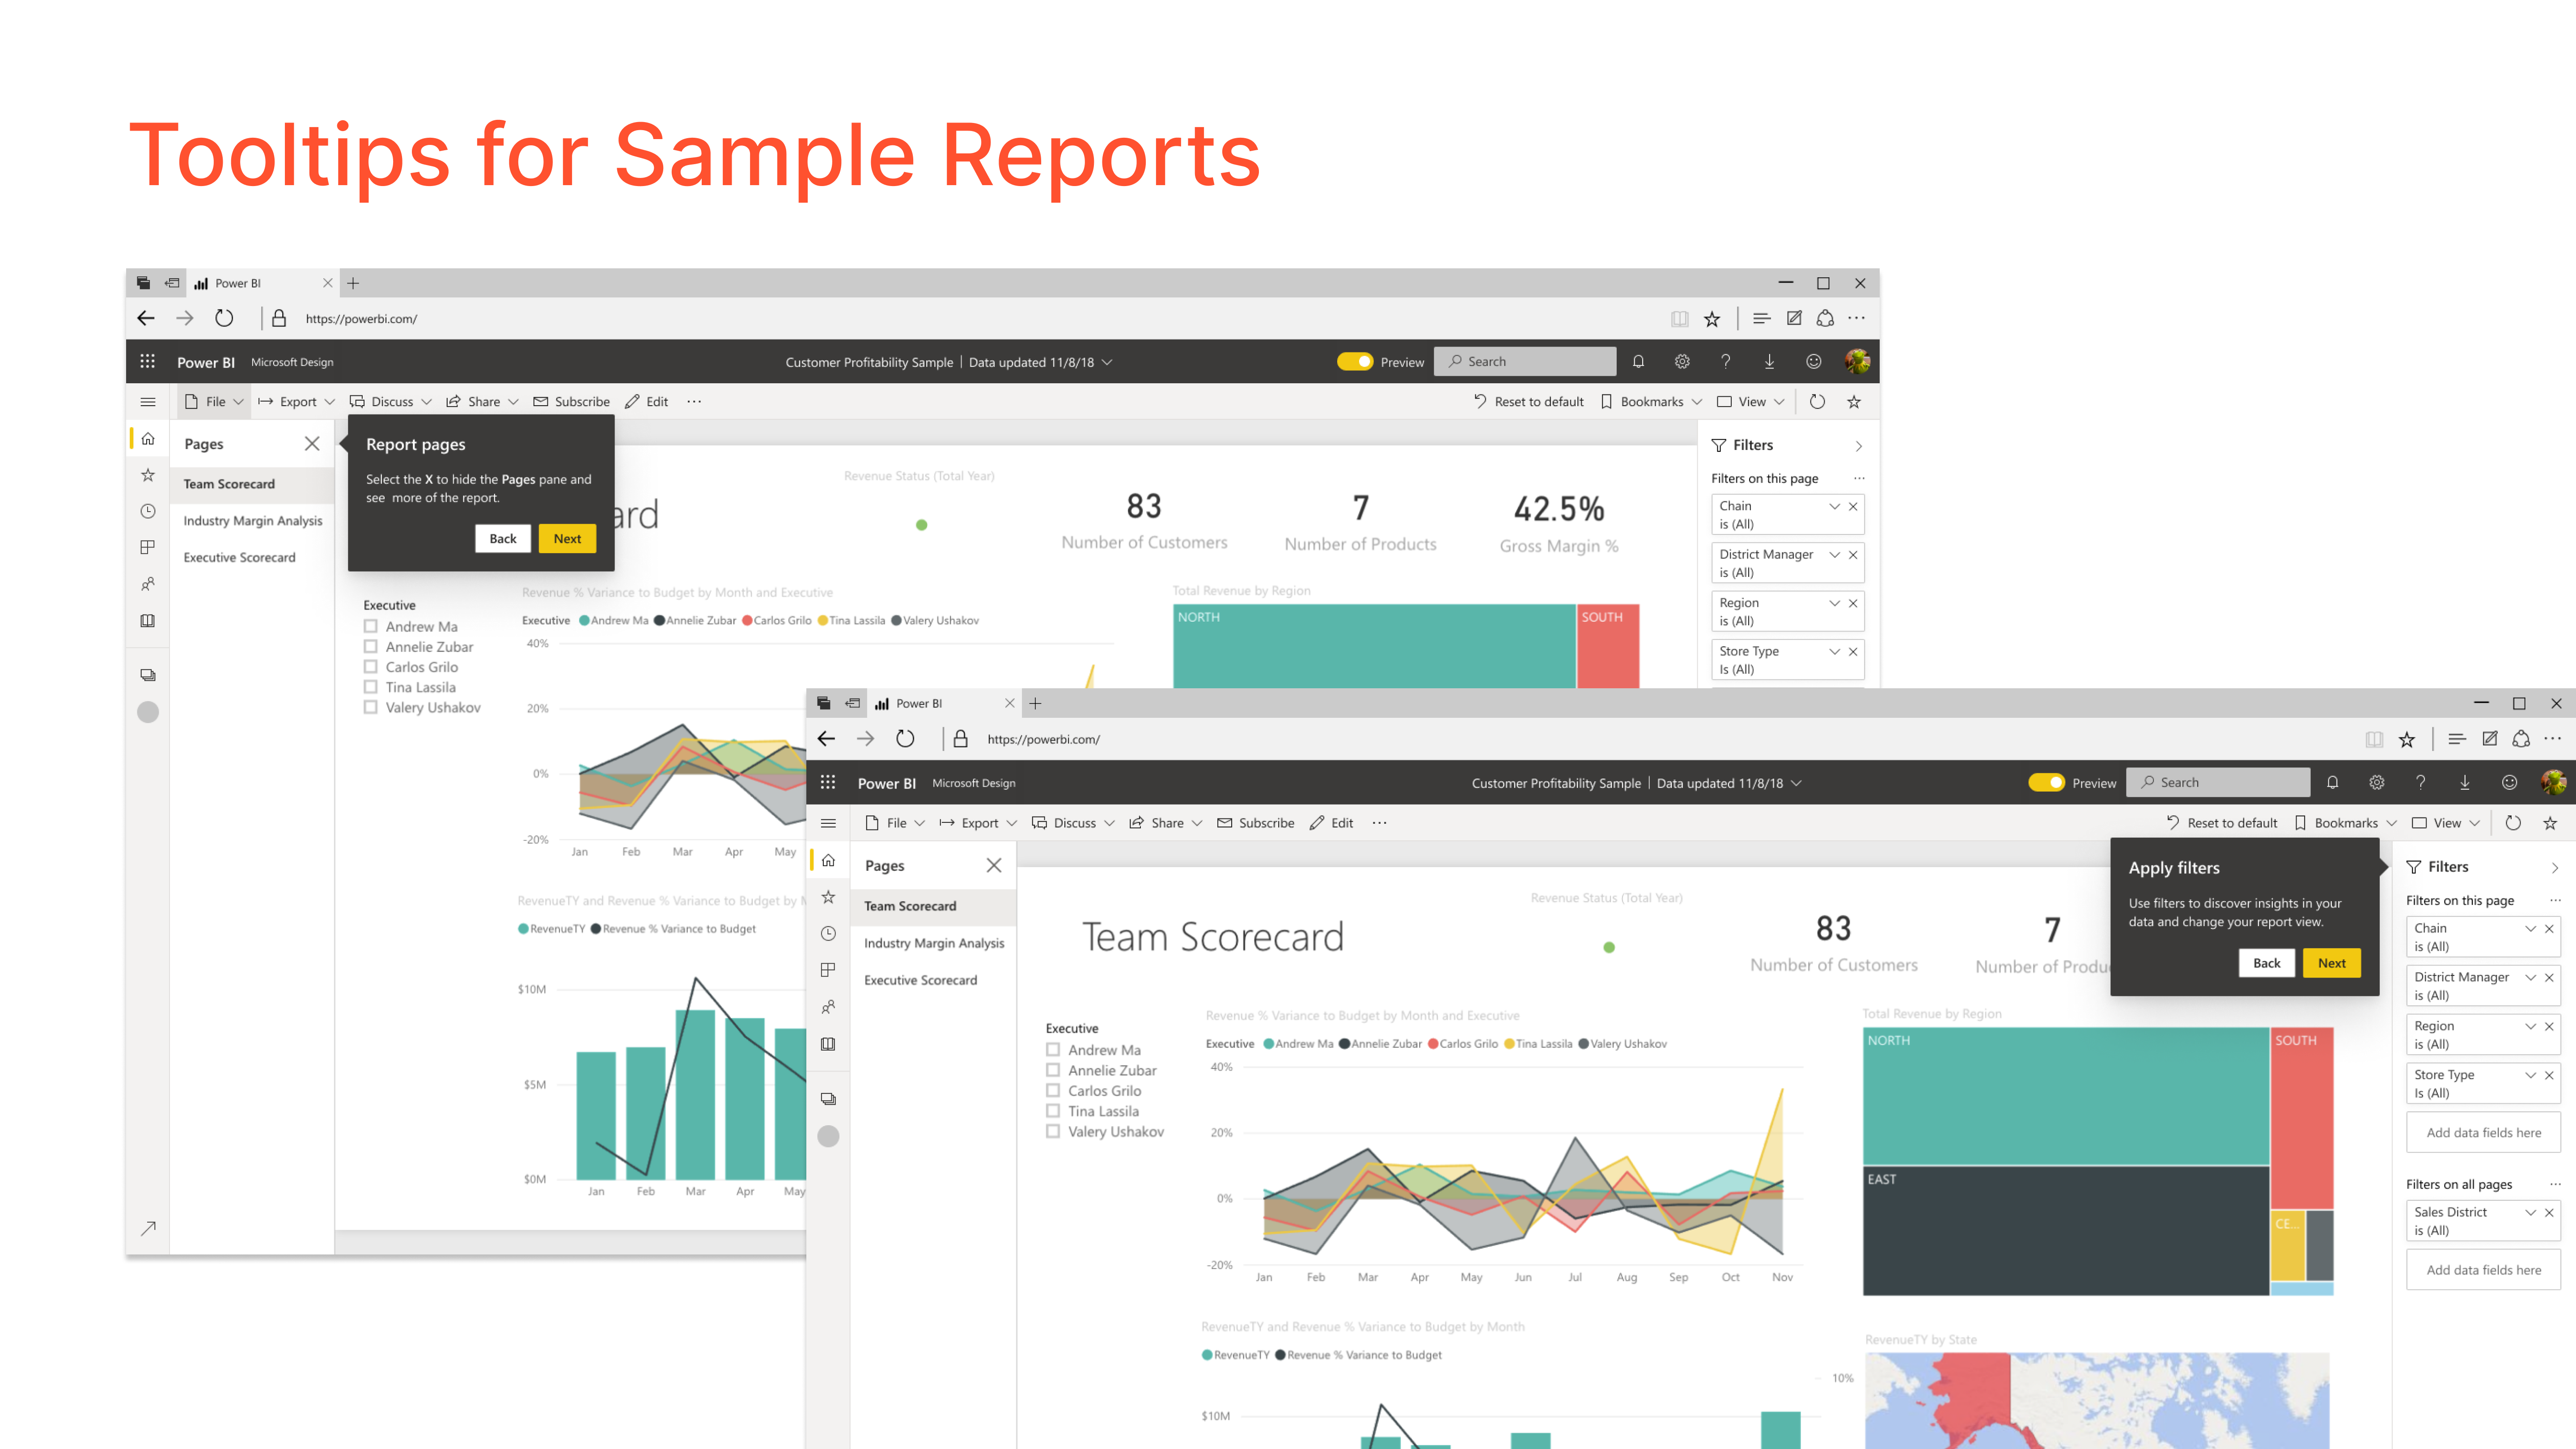 Tooltips for Sample Reports
Power BI
https://powerbi.com/
Power BI Microsoft Design Customer Profitability Sample | Data updated 11/8/18 Preview Search
File Export Discuss Share Subscribe Edit ... Reset to default Bookmarks View
Pages
Team Scorecard
Industry Margin Analysis
Executive Scorecard
Report pages
Select the X to hide the Pages pane and
see more of the report.
Back Next
ard
Revenue Status (Total Year)
83
Number of Customers
7
Number of Products
42.5%
Gross Margin %
Filters
Filters on this page ...
Chain
is (All)
District Manager
is (All)
Region
is (All)
Store Type
Is (All)
Executive
Andrew Ma
Annelie Zubar
Carlos Grilo
Tina Lassila
Valery Ushakov
Revenue % Variance to Budget by Month and Executive
Executive Andrew Ma Annelie Zubar Carlos Grilo Tina Lassila Valery Ushakov
40%
20%
0%
-20%
Jan Feb Mar Apr May
Total Revenue by Region
NORTH SOUTH
RevenueTY and Revenue % Variance to Budget by
RevenueTY Revenue % Variance to Budget
$10M
$5M
$0M
Jan Feb Mar Apr May
Power BI
https://powerbi.com/
Power BI Microsoft Design Customer Profitability Sample | Data updated 11/8/18 Preview Search
File Export Discuss Share Subscribe Edit ... Reset to default Bookmarks View
Pages
Team Scorecard
Industry Margin Analysis
Executive Scorecard
Team Scorecard
Revenue Status (Total Year)
83
Number of Customers
7
Number of Produ
Apply filters
Use filters to discover insights in your
data and change your report view.
Back Next
Filters
Filters on this page ...
Chain
is (All)
District Manager
is (All)
Region
is (All)
Store Type
Is (All)
Add data fields here
Filters on all pages ...
Sales District
is (All)
Add data fields here
Executive
Andrew Ma
Annelie Zubar
Carlos Grilo
Tina Lassila
Valery Ushakov
Revenue % Variance to Budget by Month and Executive
Executive Andrew Ma Annelie Zubar Carlos Grilo Tina Lassila Valery Ushakov
40%
20%
0%
-20%
Jan Feb Mar Apr May Jun Jul Aug Sep Oct Nov
Total Revenue by Region
NORTH SOUTH
EAST
CE...
RevenueTY and Revenue % Variance to Budget by Month
RevenueTY Revenue % Variance to Budget
10%
$10M
RevenueTY by State